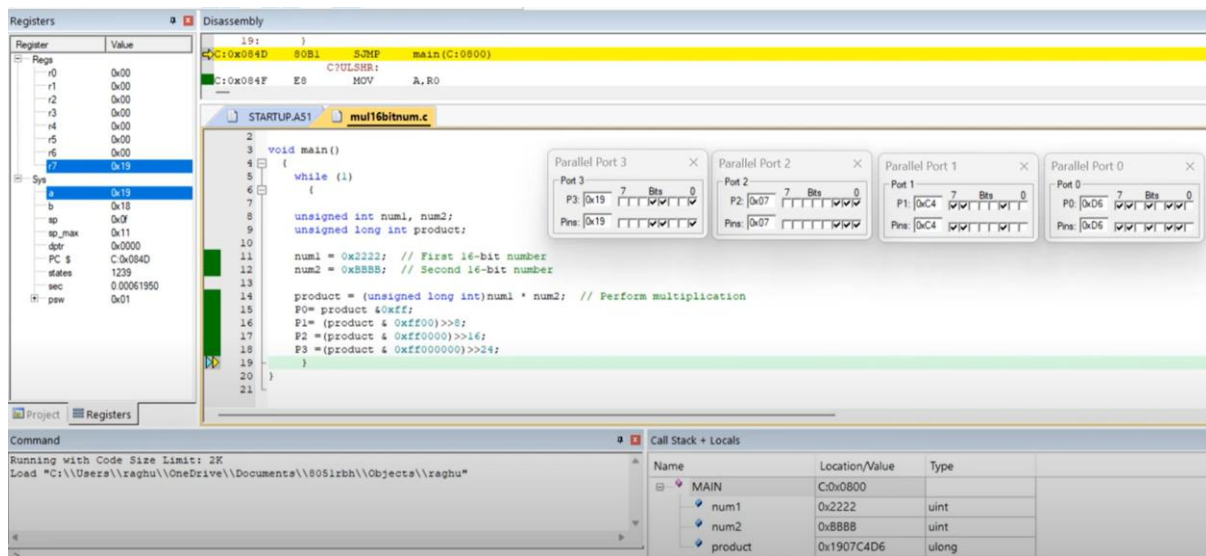 Registers
Register Value
Regs
r0 0x00
r1 0x00
r2 0x00
r3 0x00
r4 0x00
r5 0x00
r6 0x00
r7 0x19
Sys
a 0x19
b 0x18
sp 0x0f
sp_max 0x11
dptr 0x0000
PC $ C:0x084D
states 1239
sec 0.00061950
psw 0x01
Project Registers
Disassembly
19: }
C:0x084D 80B1 SJMP main(C:0800)
C?ULSHR:
C:0x084F E8 MOV A,R0
STARTUP.A51 mul16bitnum.c
2
3 void main()
4 {
5 while (1)
6 {
7
8 unsigned int num1, num2;
9 unsigned long int product;
10
11 num1 = 0x2222; // First 16-bit number
12 num2 = 0xBBBB; // Second 16-bit number
13
14 product = (unsigned long int)num1 * num2; // Perform multiplication
15 P0= product &0xff;
16 P1= (product & 0xff00)>>8;
17 P2 =(product & 0xff0000)>>16;
18 P3 =(product & 0xff000000)>>24;
19 }
20 }
21
Parallel Port 3
Port 3
7 Bits 0
P3: 0x19
Pins: 0x19
Parallel Port 2
Port 2
7 Bits 0
P2: 0x07
Pins: 0x07
Parallel Port 1
Port 1
7 Bits 0
P1: 0xC4
Pins: 0xC4
Parallel Port 0
Port 0
7 Bits 0
P0: 0xD6
Pins: 0xD6
Command
Running with Code Size Limit: 2K
Load "C:\\Users\\raghu\\OneDrive\\Documents\\8051rbh\\Objects\\raghu"
>
Call Stack + Locals
Name Location/Value Type
MAIN C:0x0800
num1 0x2222 uint
num2 0xBBBB uint
product 0x1907C4D6 ulong